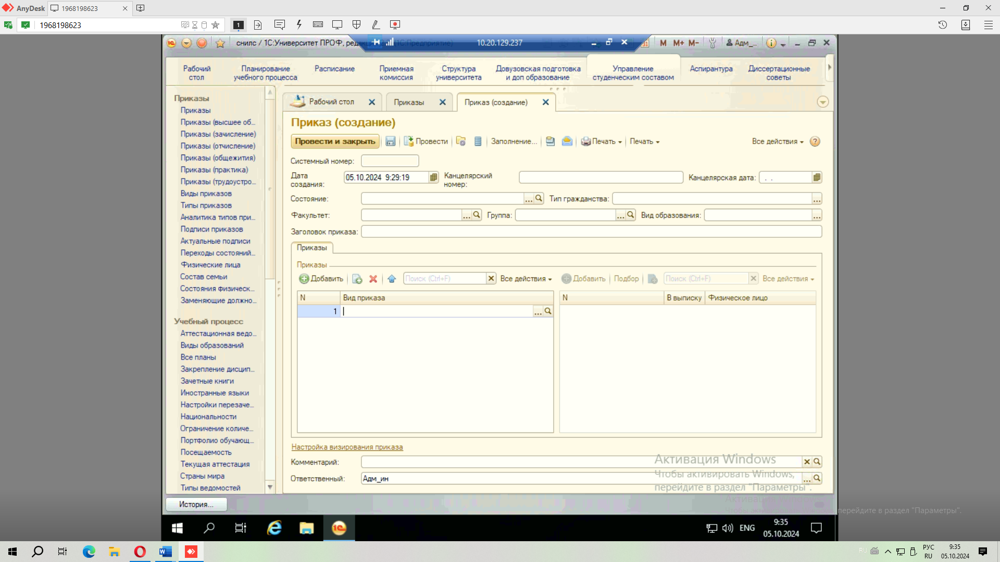 AnyDesk
1968198623
1968198623
1
снилс / 1С:Университет ПРОФ, редакц
(1С:Предприятие)
10.20.129.237
M M+ M-
Адм_...
Рабочий стол
Планирование учебного процесса
Расписание
Приемная комиссия
Структура университета
Довузовская подготовка и доп образование
Управление студенческим составом
Аспирантура
Диссертационные советы
Приказы
Приказы
Приказы (высшее об...
Приказы (зачисление)
Приказы (отчисление)
Приказы (общежития)
Приказы (практика)
Приказы (трудоустро...
Виды приказов
Типы приказов
Аналитика типов при...
Подписи приказов
Актуальные подписи
Переходы состояний...
Физические лица
Состав семьи
Состояния физическ...
Заменяющие должно...
Учебный процесс
Аттестационная ведо...
Виды образований
Все планы
Закрепление дисцип...
Зачетные книги
Иностранные языки
Настройки перезаче...
Национальности
Ограничение количе...
Портфолио обучающ...
Посещаемость
Текущая аттестация
Страны мира
Типы ведомостей
История...
Рабочий стол
Приказы
Приказ (создание)
Приказ (создание)
Провести и закрыть
Провести
Заполнение...
Печать
Печать
Все действия
Системный номер:
Дата создания: 05.10.2024 9:29:19
Канцелярский номер:
Канцелярская дата: . .
Состояние:
Тип гражданства:
Факультет:
Группа:
Вид образования:
Заголовок приказа:
Приказы
Приказы
Добавить
Поиск (Ctrl+F)
Все действия
Добавить
Подбор
Поиск (Ctrl+F)
Все действия
N Вид приказа
1
N В выписку Физическое лицо
Настройка визирования приказа
Комментарий:
Ответственный: Адм_ин
Активация Windows
Чтобы активировать Windows,
перейдите в раздел "Параметры".
перейдите в раздел "Параметры".
ENG
9:35
05.10.2024
RU
РУС
RU
9:35
05.10.2024